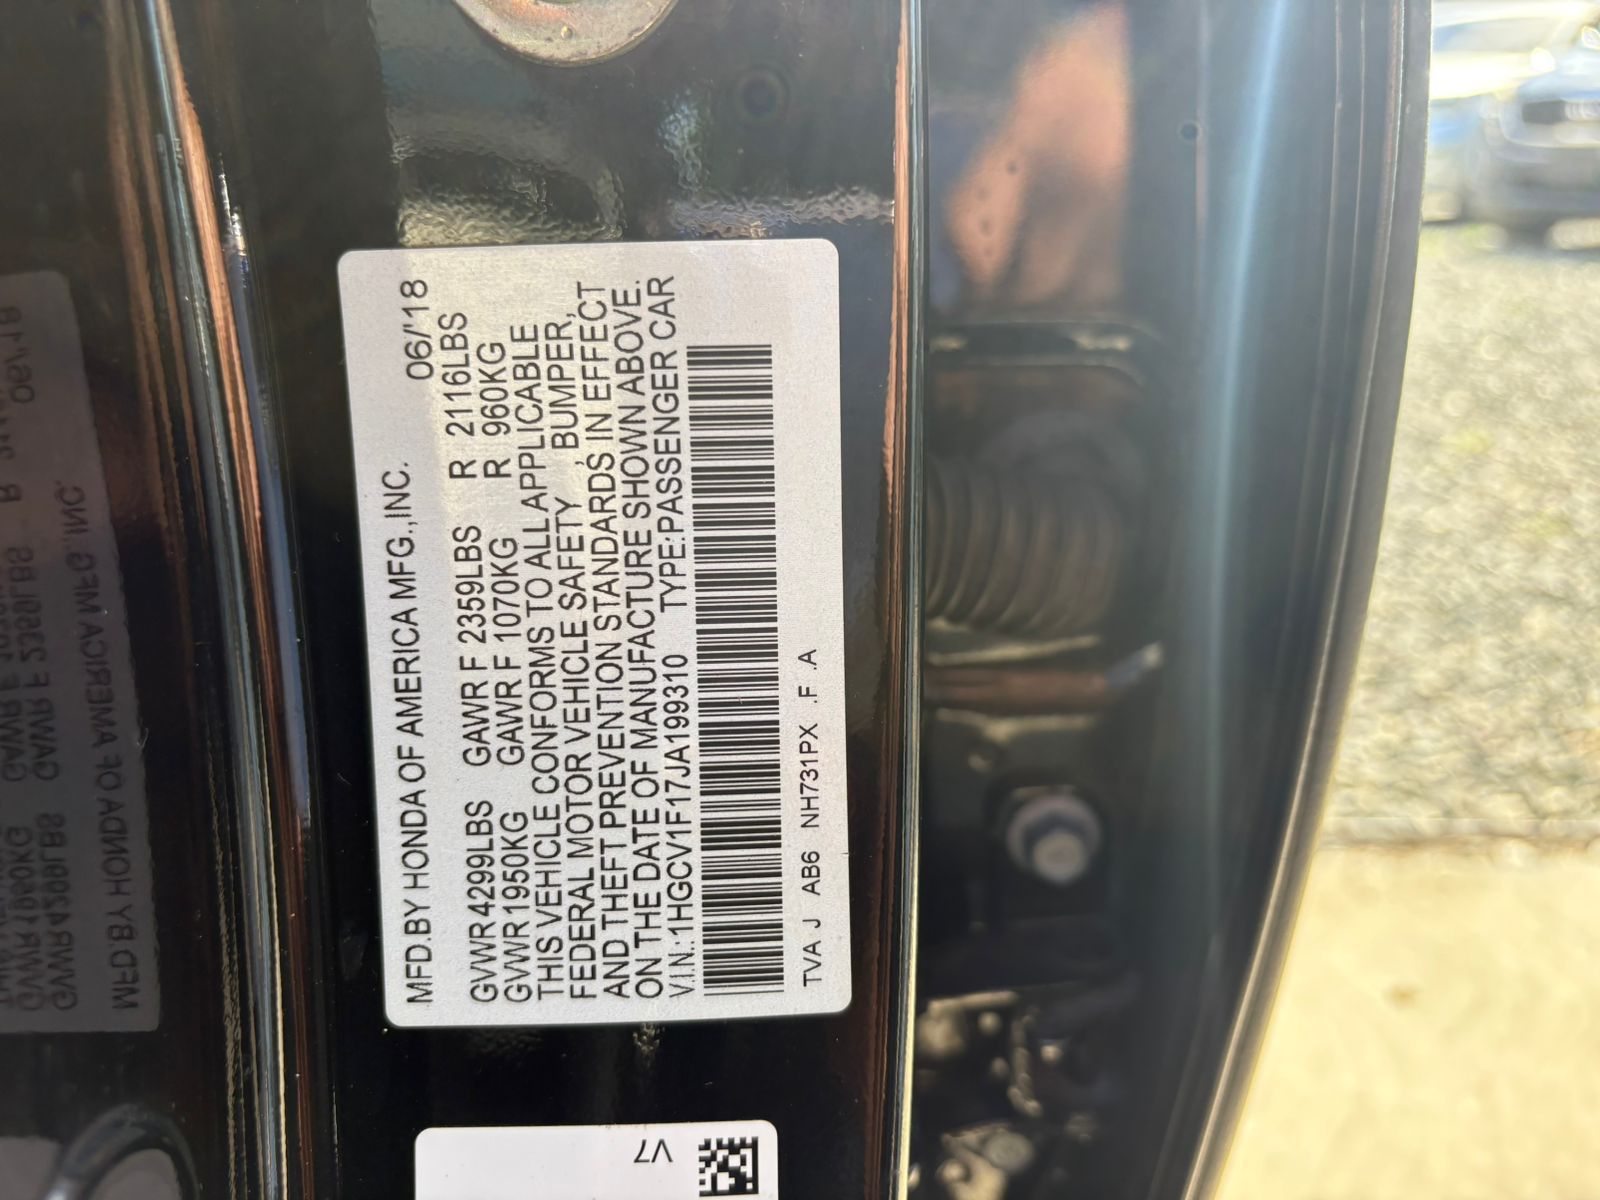 MFD.BY HONDA OF AMERICA MFG.,INC. 06/'18
GVWR 4299LBS GAWR F 2359LBS R 2116LBS
GVWR 1950KG GAWR F 1070KG R 960KG
THIS VEHICLE CONFORMS TO ALL APPLICABLE
FEDERAL MOTOR VEHICLE SAFETY , BUMPER,
AND THEFT PREVENTION STANDARDS IN EFFECT
ON THE DATE OF MANUFACTURE SHOWN ABOVE.
V.I.N.:1HGCV1F17JA199310 TYPE:PASSENGER CAR
TVA J AB6 NH731PX .F .A
V7